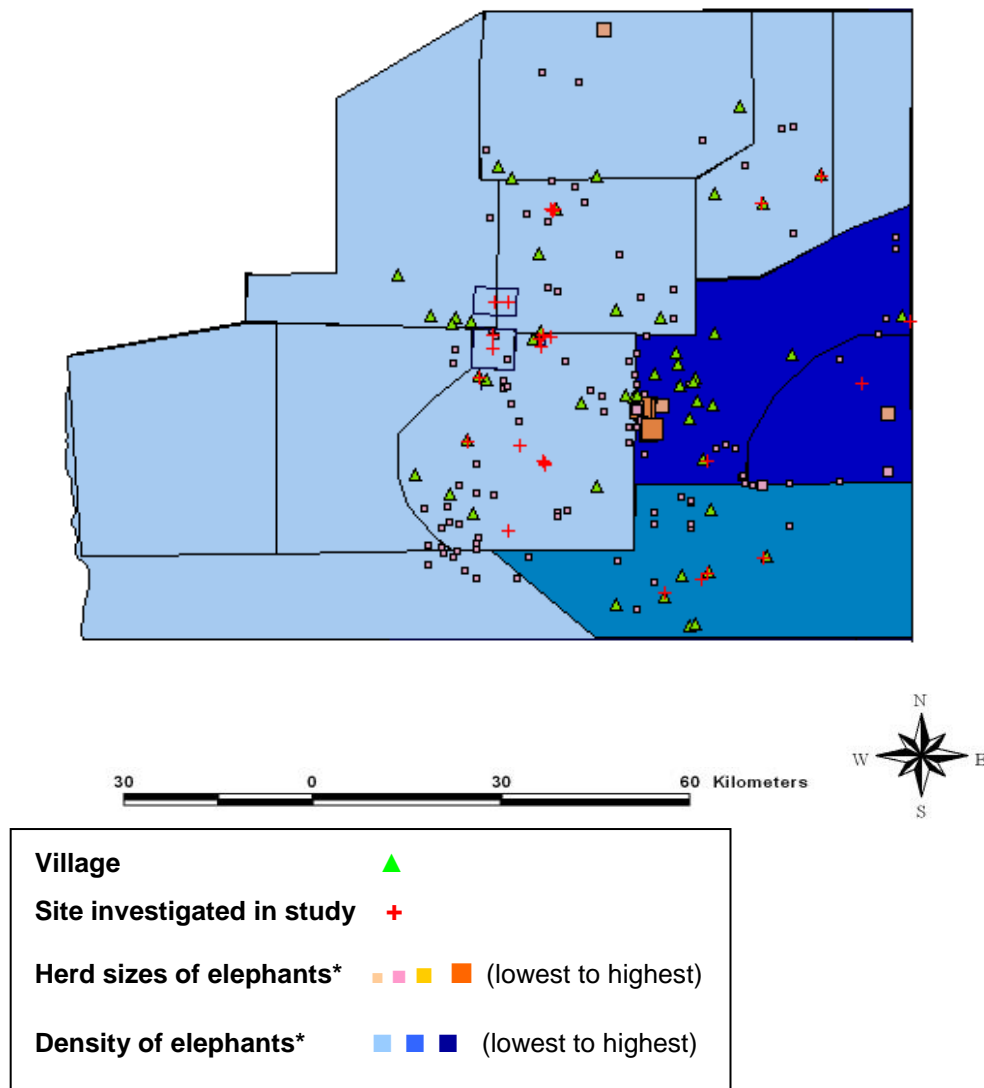 N
W E
S
30 0 30 60 Kilometers
Village
Site investigated in study
Herd sizes of elephants* (lowest to highest)
Density of elephants* (lowest to highest)